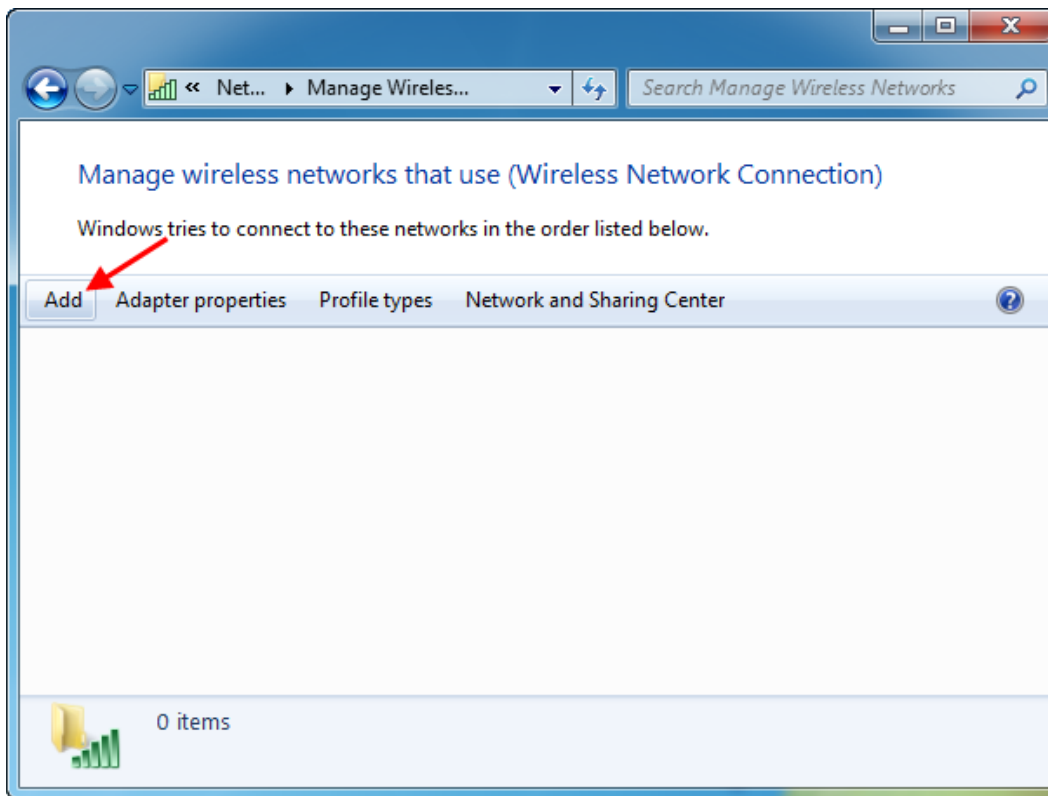 « Net... Manage Wireles... Search Manage Wireless Networks
Manage wireless networks that use (Wireless Network Connection)
Windows tries to connect to these networks in the order listed below.
Add Adapter properties Profile types Network and Sharing Center ?
0 items